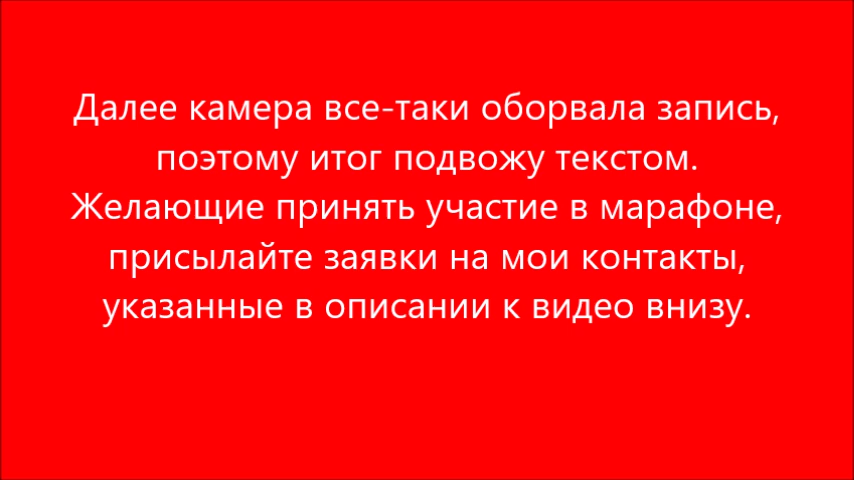 Далее камера все-таки оборвала запись,
поэтому итог подвожу текстом.
Желающие принять участие в марафоне,
присылайте заявки на мои контакты,
указанные в описании к видео внизу.